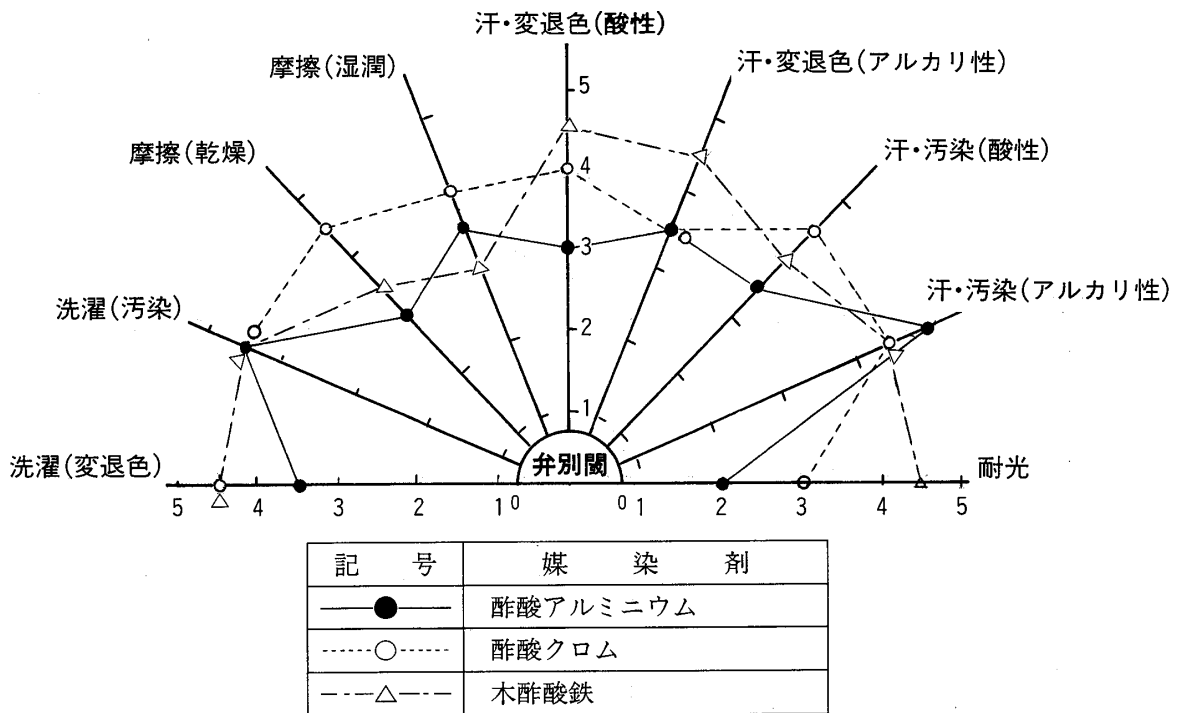 汗・変退色(酸性)
摩擦(湿潤)
汗・変退色(アルカリ性)
摩擦(乾燥)
汗・汚染(酸性)
洗濯(汚染)
汗・汚染(アルカリ性)
5
4
3
2
1
弁別閾
洗濯(変退色)
耐光
5 4 3 2 1 0 0 1 2 3 4 5
記 号 媒 染 剤
酢酸アルミニウム
酢酸クロム
木酢酸鉄